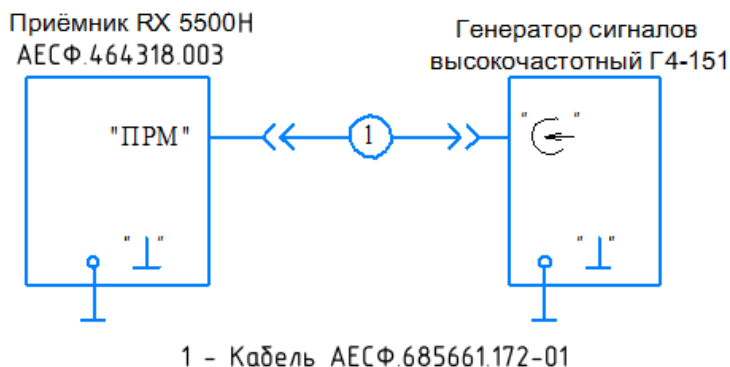 Приёмник RX 5500Н
АЕСФ.464318.003
Генератор сигналов
высокочастотный Г4-151
"ПРМ"
1
" "
" ⊥ "
" ⊥ "
1 - Кабель АЕСФ.685661.172-01